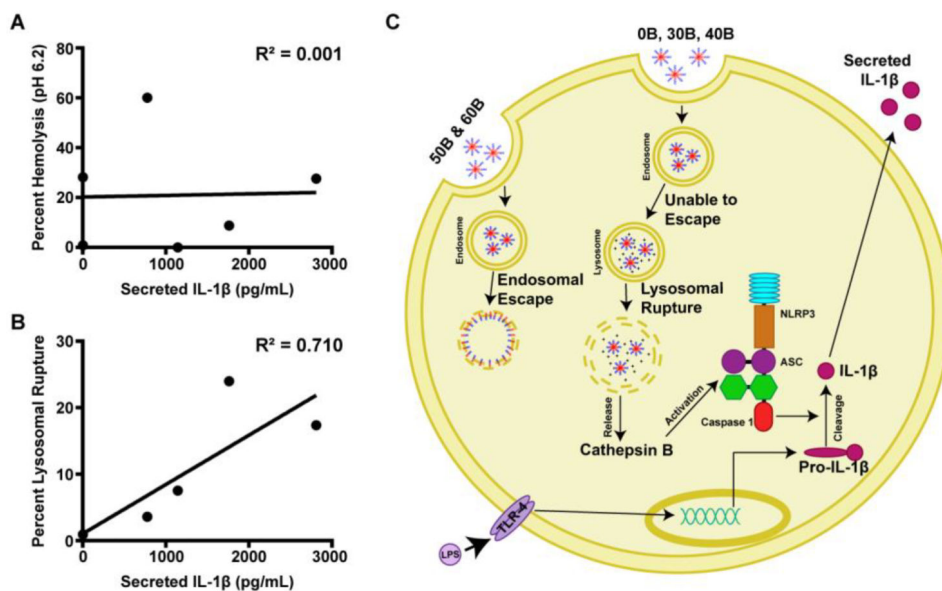 A
R² = 0.001
Percent Hemolysis (pH 6.2)
80
60
40
20
0
0
1000
2000
3000
Secreted IL-1β (pg/mL)
B
R² = 0.710
Percent Lysosomal Rupture
30
20
10
0
0
1000
2000
3000
Secreted IL-1β (pg/mL)
C
0B, 30B, 40B
50B & 60B
Secreted
IL-1β
Endosome
Unable to
Escape
Endosome
Endosomal
Escape
Lysosome
Lysosomal
Rupture
Release
Cathepsin B
Activation
NLRP3
ASC
Caspase 1
IL-1β
Cleavage
Pro-IL-1β
TLR-4
LPS